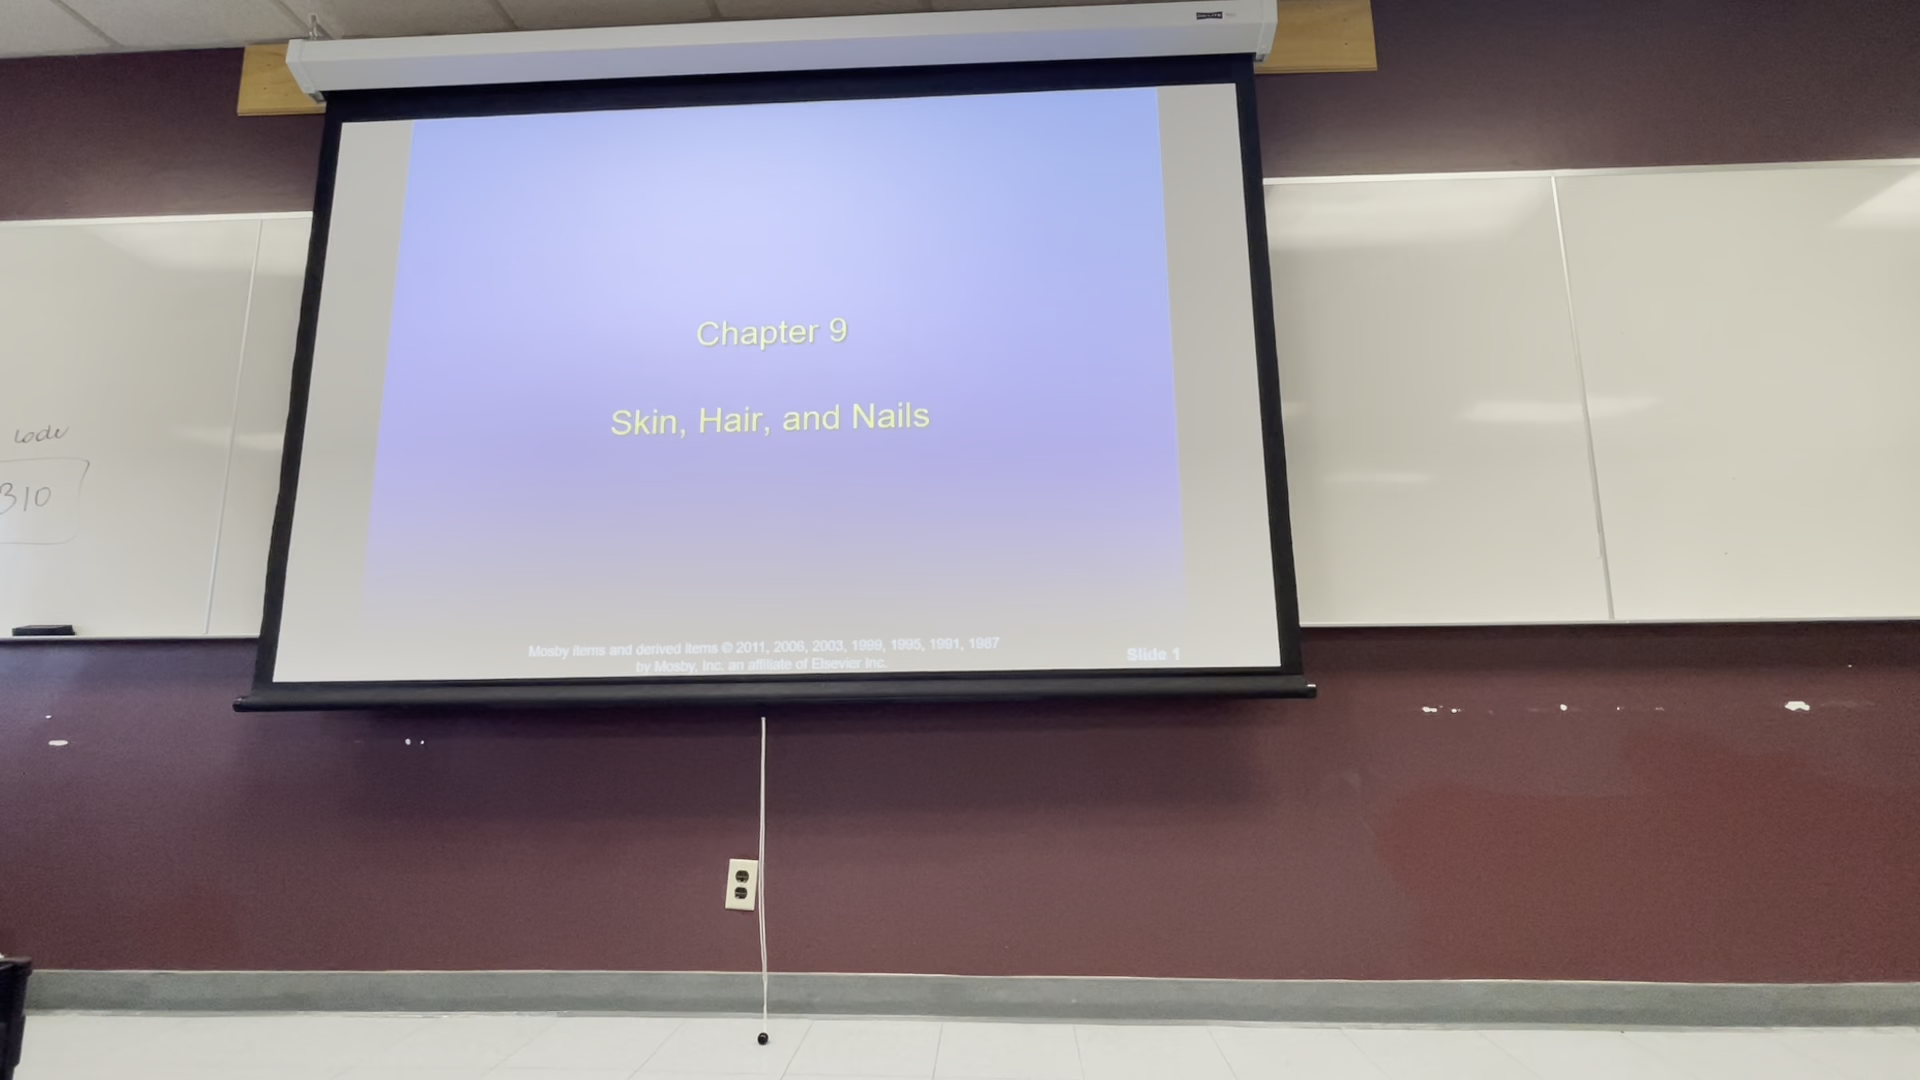 Chapter 9
Skin, Hair, and Nails
Mosby items and derived items © 2011, 2006, 2003, 1999, 1995, 1991, 1987
by Mosby, Inc. an affiliate of Elsevier Inc.
Slide 1
code
310